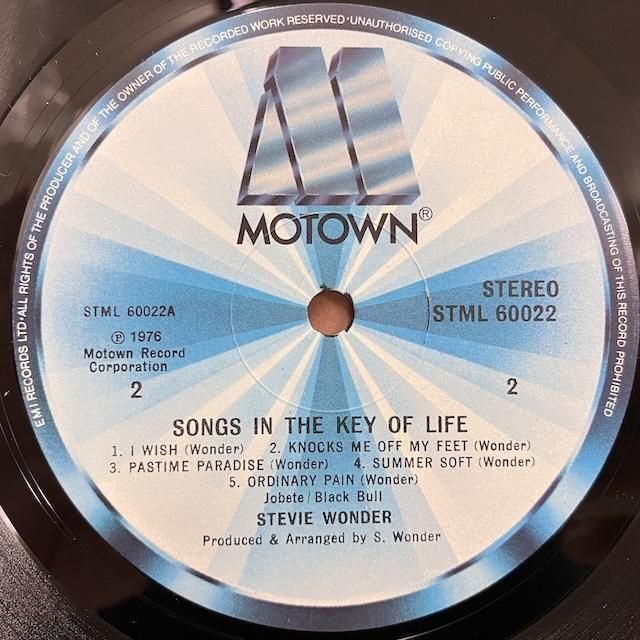 EMI RECORDS LTD·ALL RIGHTS OF THE PRODUCER AND OF THE OWNER OF THE RECORDED WORK RESERVED·UNAUTHORISED COPYING PUBLIC PERFORMANCE AND BROADCASTING OF THIS RECORD PROHIBITED
M
MOTOWN®
STEREO
STML 60022A STML 60022
℗ 1976
Motown Record
Corporation
2 2
SONGS IN THE KEY OF LIFE
1. I WISH (Wonder) 2. KNOCKS ME OFF MY FEET (Wonder)
3. PASTIME PARADISE (Wonder) 4. SUMMER SOFT (Wonder)
5. ORDINARY PAIN (Wonder)
Jobete/Black Bull
STEVIE WONDER
Produced & Arranged by S. Wonder